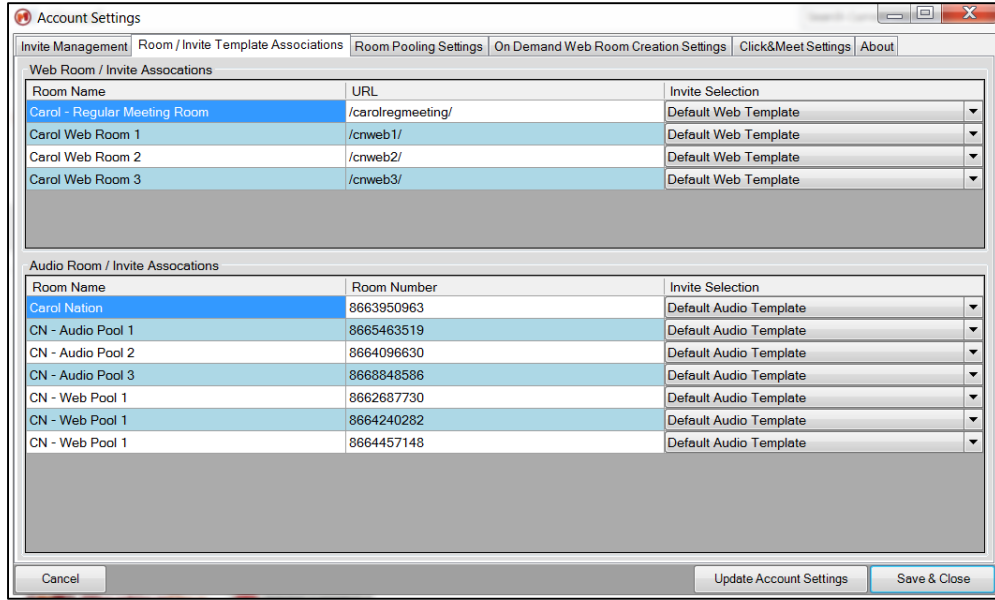 Account Settings
Invite Management Room / Invite Template Associations Room Pooling Settings On Demand Web Room Creation Settings Click&Meet Settings About
Web Room / Invite Assocations
Room Name URL Invite Selection
Carol - Regular Meeting Room /carolregmeeting/ Default Web Template
Carol Web Room 1 /cnweb1/ Default Web Template
Carol Web Room 2 /cnweb2/ Default Web Template
Carol Web Room 3 /cnweb3/ Default Web Template
Audio Room / Invite Assocations
Room Name Room Number Invite Selection
Carol Nation 8663950963 Default Audio Template
CN - Audio Pool 1 8665463519 Default Audio Template
CN - Audio Pool 2 8664096630 Default Audio Template
CN - Audio Pool 3 8668848586 Default Audio Template
CN - Web Pool 1 8662687730 Default Audio Template
CN - Web Pool 1 8664240282 Default Audio Template
CN - Web Pool 1 8664457148 Default Audio Template
Cancel Update Account Settings Save & Close